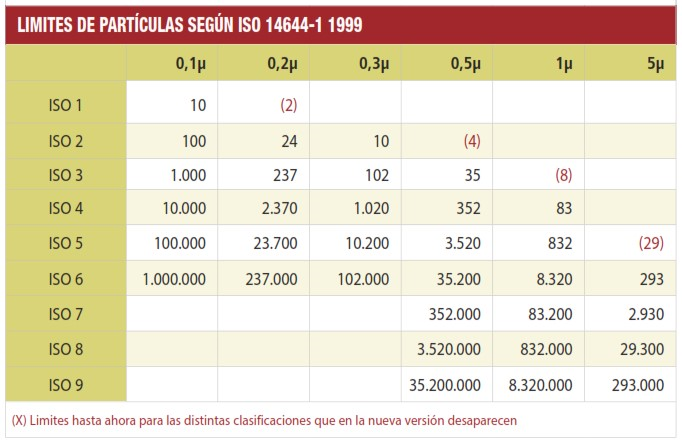 LIMITES DE PARTÍCULAS SEGÚN ISO 14644-1 1999
0,1µ 0,2µ 0,3µ 0,5µ 1µ 5µ
ISO 1 10 (2)
ISO 2 100 24 10 (4)
ISO 3 1.000 237 102 35 (8)
ISO 4 10.000 2.370 1.020 352 83
ISO 5 100.000 23.700 10.200 3.520 832 (29)
ISO 6 1.000.000 237.000 102.000 35.200 8.320 293
ISO 7 352.000 83.200 2.930
ISO 8 3.520.000 832.000 29.300
ISO 9 35.200.000 8.320.000 293.000
(X) Limites hasta ahora para las distintas clasificaciones que en la nueva versión desaparecen